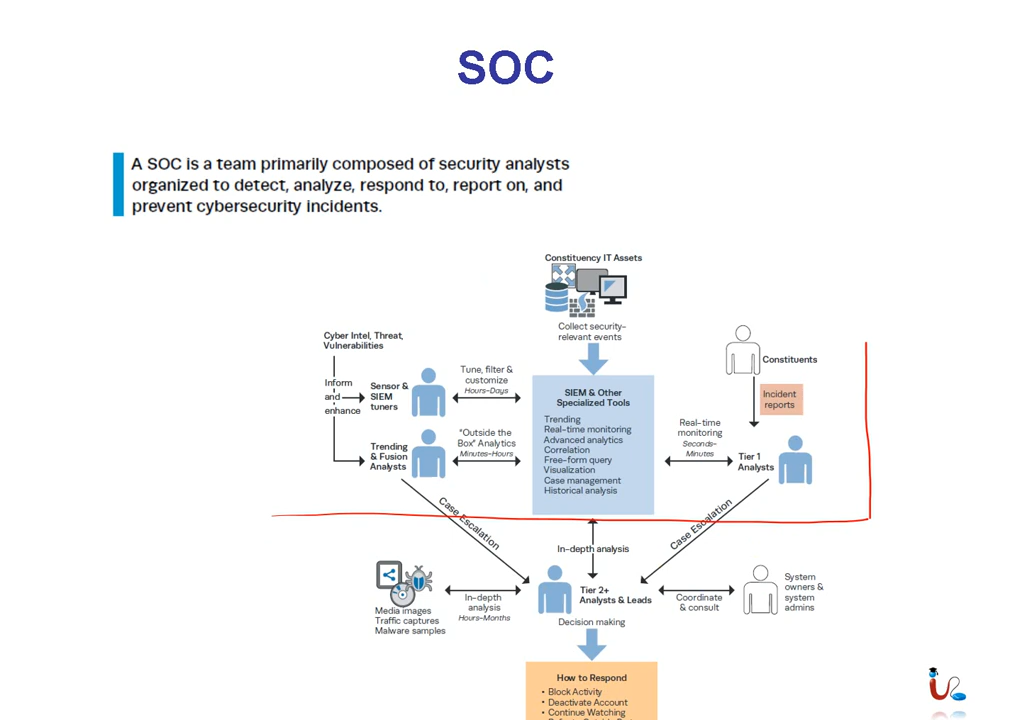 SOC
A SOC is a team primarily composed of security analysts
organized to detect, analyze, respond to, report on, and
prevent cybersecurity incidents.
Constituency IT Assets
Collect security-
relevant events
Cyber Intel, Threat,
Vulnerabilities
Inform
and
enhance
Sensor &
SIEM
tuners
Tune, filter &
customize
Hours-Days
Trending
& Fusion
Analysts
"Outside the
Box" Analytics
Minutes-Hours
SIEM & Other
Specialized Tools
Trending
Real-time monitoring
Advanced analytics
Correlation
Free-form query
Visualization
Case management
Historical analysis
Constituents
Incident
reports
Real-time
monitoring
Seconds-
Minutes
Tier 1
Analysts
Case Escalation
Case Escalation
In-depth analysis
Media images
Traffic captures
Malware samples
In-depth
analysis
Hours-Months
Tier 2+
Analysts & Leads
Decision making
Coordinate
& consult
System
owners &
system
admins
How to Respond
• Block Activity
• Deactivate Account
• Continue Watching